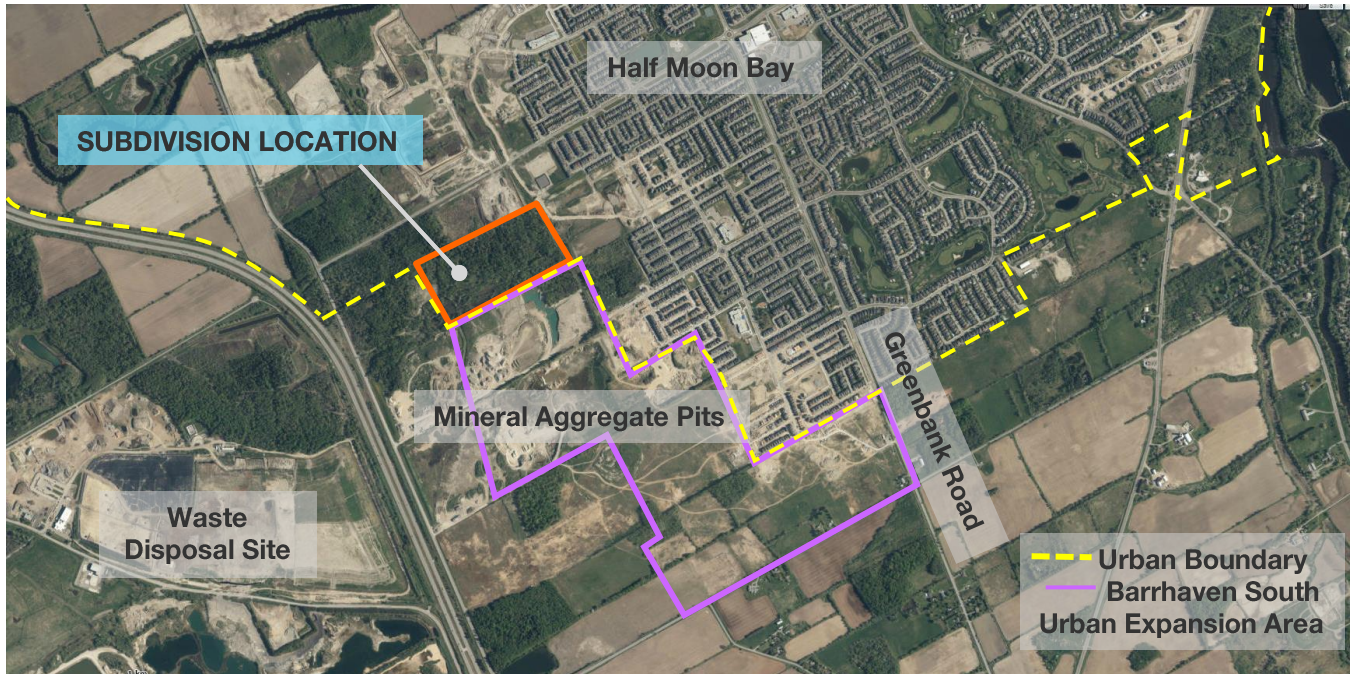 Half Moon Bay
SUBDIVISION LOCATION
Greenbank Road
Mineral Aggregate Pits
Waste
Disposal Site
Urban Boundary
Barrhaven South
Urban Expansion Area